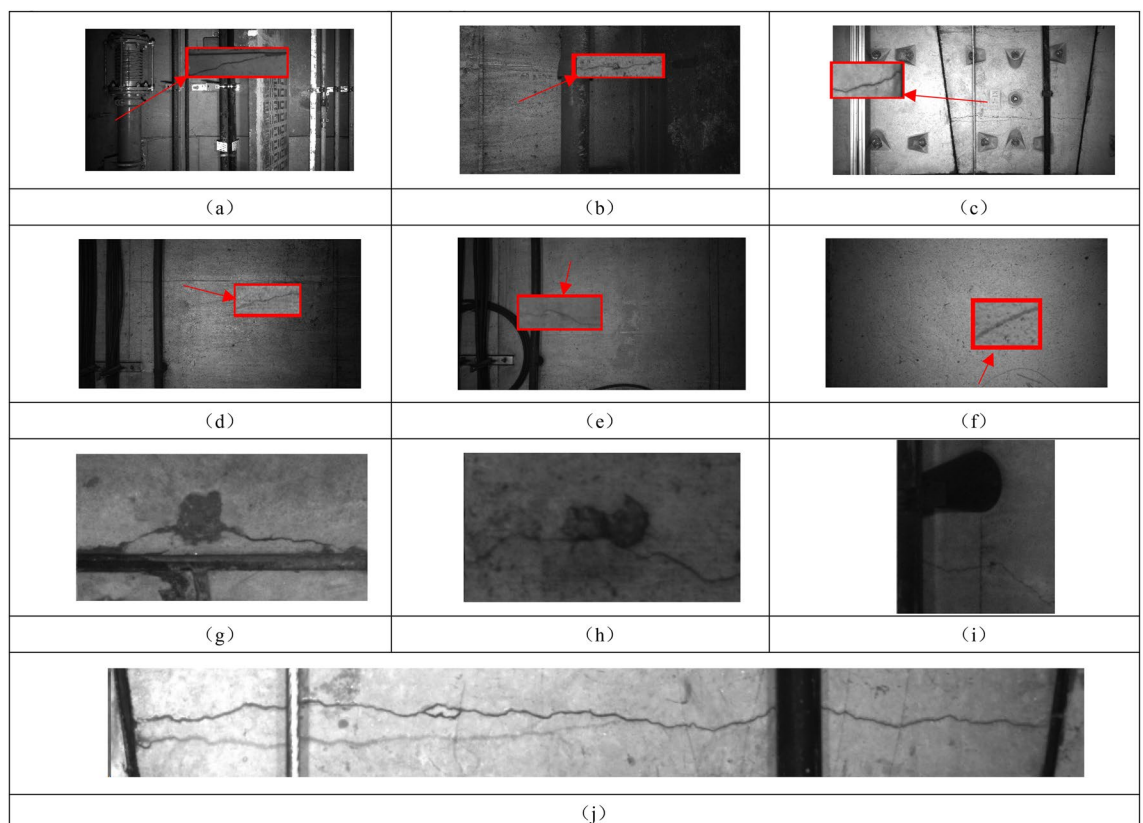 （a）
（b）
（c）
（d）
（e）
（f）
（g）
（h）
（i）
（j）